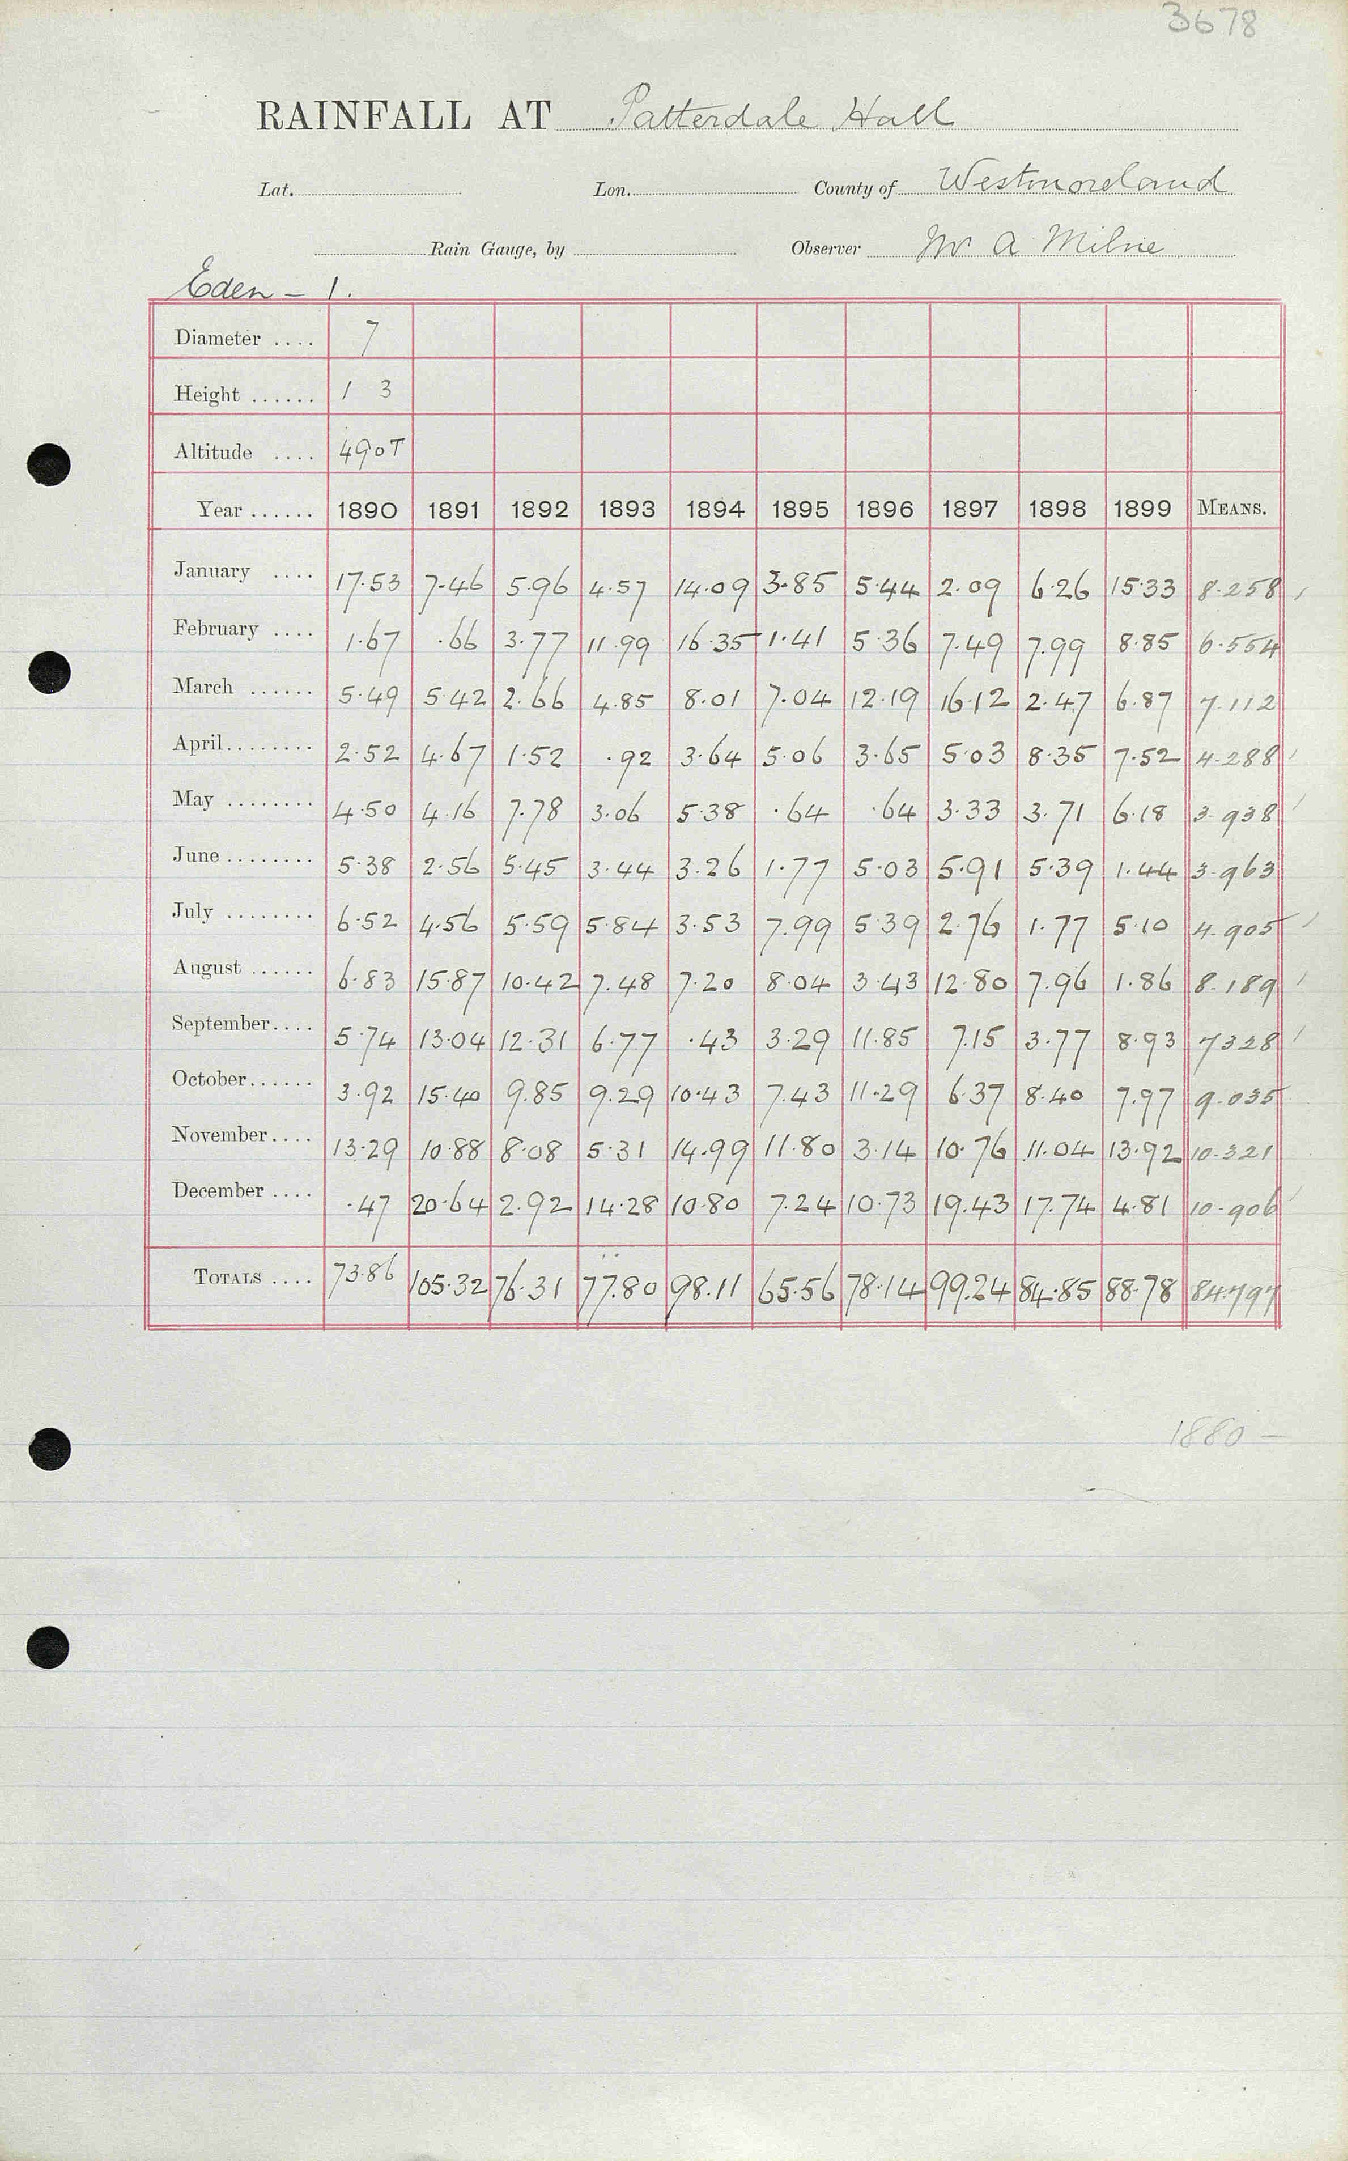 3678
RAINFALL AT Patterdale Hall
Lat. Lon. County of Westmoreland
Rain Gauge, by Observer Mr A Milne
Eden - 1.
Diameter .... 7
Height ...... 1 3
Altitude .... 490T
Year ...... 1890 1891 1892 1893 1894 1895 1896 1897 1898 1899 MEANS.
January .... 17.53 7.46 5.96 4.57 14.09 3.85 5.44 2.09 6.26 15.33 8.258
February .... 1.67 .66 3.77 11.99 16.35 1.41 5.36 7.49 7.99 8.85 6.554
March ...... 5.49 5.42 2.66 4.85 8.01 7.04 12.19 16.12 2.47 6.87 7.112
April ........ 2.52 4.67 1.52 .92 3.64 5.06 3.65 5.03 8.35 7.52 4.288
May ........ 4.50 4.16 7.78 3.06 5.38 .64 .64 3.33 3.71 6.18 3.938
June ........ 5.38 2.56 5.45 3.44 3.26 1.77 5.03 5.91 5.39 1.44 3.963
July ........ 6.52 4.56 5.59 5.84 3.53 7.99 5.39 2.76 1.77 5.10 4.905
August ...... 6.83 15.87 10.42 7.48 7.20 8.04 3.43 12.80 7.96 1.86 8.189
September.... 5.74 13.04 12.31 6.77 .43 3.29 11.85 7.15 3.77 8.93 7328
October...... 3.92 15.40 9.85 9.29 10.43 7.43 11.29 6.37 8.40 7.97 9.035
November.... 13.29 10.88 8.08 5.31 14.99 11.80 3.14 10.76 11.04 13.92 10.321
December .... .47 20.64 2.92 14.28 10.80 7.24 10.73 19.43 17.74 4.81 10.906
TOTALS .... 73.86 105.32 76.31 77.80 98.11 65.56 78.14 99.24 84.85 88.78 84.797
1880 -